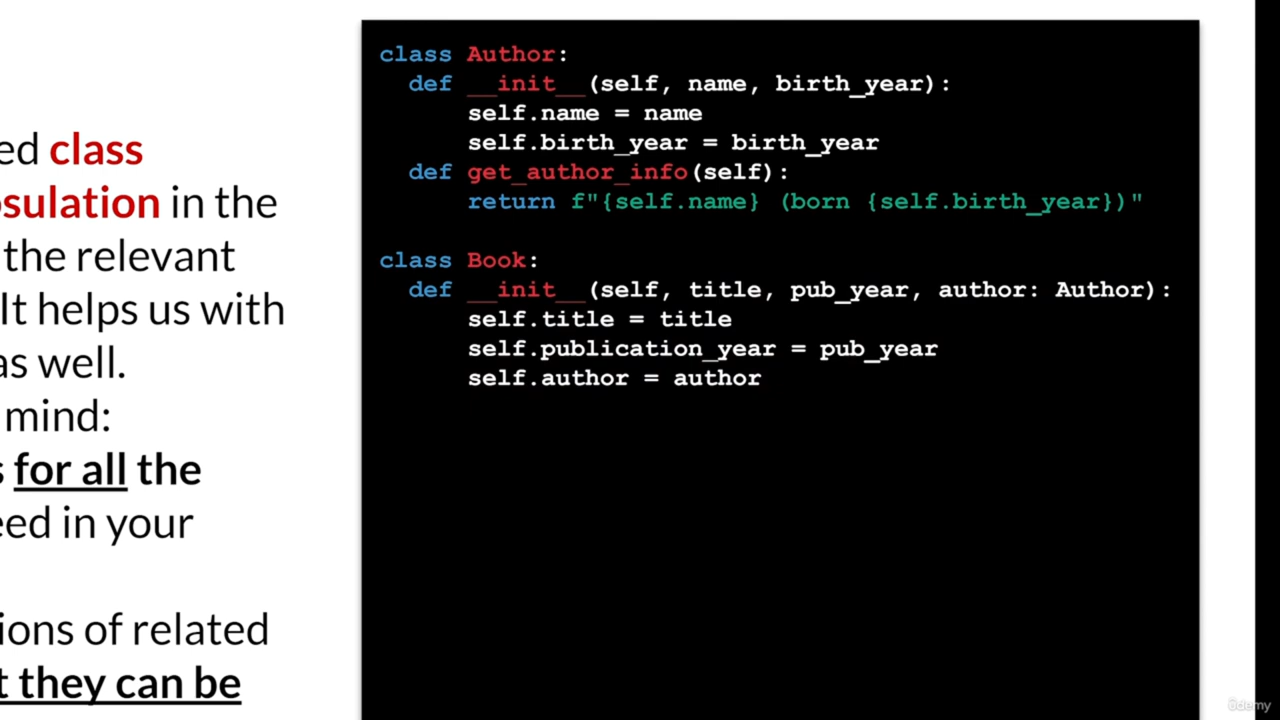 ed class
sulation in the
the relevant
It helps us with
as well.
mind:
for all the
eed in your
ions of related
t they can be
class Author:
  def __init__(self, name, birth_year):
      self.name = name
      self.birth_year = birth_year
  def get_author_info(self):
      return f"{self.name} (born {self.birth_year})"
class Book:
  def __init__(self, title, pub_year, author: Author):
      self.title = title
      self.publication_year = pub_year
      self.author = author
ûdemy